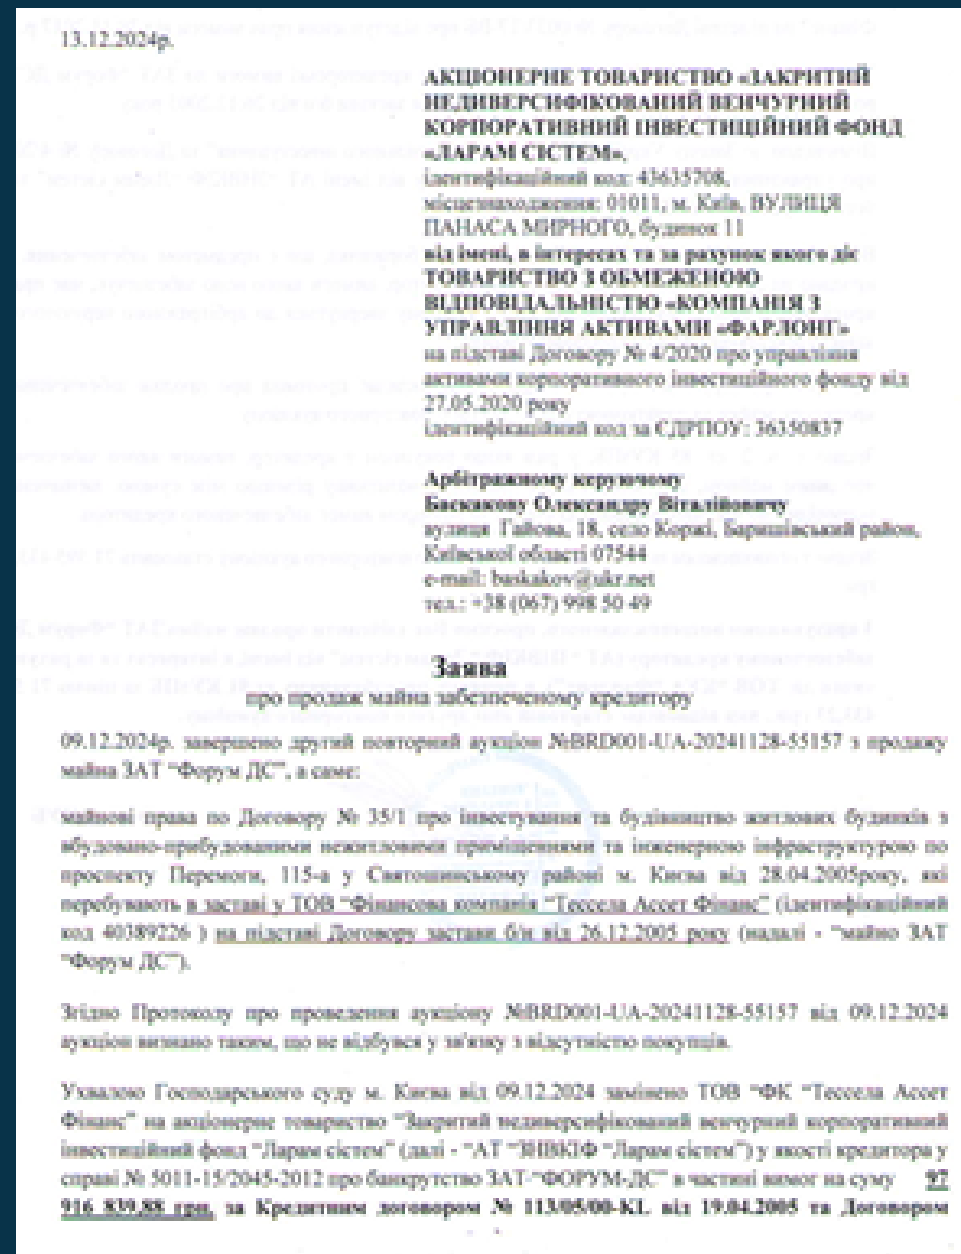 13.12.2024р.
АКЦІОНЕРНЕ ТОВАРИСТВО «ЗАКРИТИЙ
НЕДИВЕРСИФІКОВАНИЙ ВЕНЧУРНИЙ
КОРПОРАТИВНИЙ ІНВЕСТИЦІЙНИЙ ФОНД
«ЛАРАМ СІСТЕМ»,
ідентифікаційний код: 43635708,
місцезнаходження: 01011, м. Київ, ВУЛИЦЯ
ПАНАСА МИРНОГО, будинок 11
від імені, в інтересах та за рахунок якого діє
ТОВАРИСТВО З ОБМЕЖЕНОЮ
ВІДПОВІДАЛЬНІСТЮ «КОМПАНІЯ З
УПРАВЛІННЯ АКТИВАМИ «ФАРЛОНГ»
на підставі Договору № 4/2020 про управління
активами корпоративного інвестиційного фонду від
27.05.2020 року
ідентифікаційний код за ЄДРПОУ: 36350837
Арбітражному керуючому
Баскакову Олександру Віталійовичу
вулиця Гайова, 18, село Коржі, Баришівський район,
Київської області 07544
e-mail: baskakov@ukr.net
тел.: +38 (067) 998 50 49
Заява
про продаж майна забезпеченому кредитору
09.12.2024р. завершено другий повторний аукціон №BRD001-UA-20241128-55157 з продажу
майна ЗАТ “Форум ДС”, а саме:
майнові права по Договору № 35/1 про інвестування та будівництво житлових будинків з
вбудовано-прибудованими нежитловими приміщеннями та інженерною інфраструктурою по
проспекту Перемоги, 115-а у Святошинському районі м. Києва від 28.04.2005року, які
перебувають в заставі у ТОВ “Фінансова компанія “Тессела Ассет Фінанс” (ідентифікаційний
код 40389226 ) на підставі Договору застави б/н від 26.12.2005 року (надалі - “майно ЗАТ
“Форум ДС”).
Згідно Протоколу про проведення аукціону №BRD001-UA-20241128-55157 від 09.12.2024
аукціон визнано таким, що не відбувся у зв'язку з відсутністю покупців.
Ухвалою Господарського суду м. Києва від 09.12.2024 замінено ТОВ “ФК “Тессела Ассет
Фінанс” на акціонерне товариство “Закритий недиверсифікований венчурний корпоративний
інвестиційний фонд “Ларам сістем” (далі - “АТ “ЗНВКІФ “Ларам сістем”) у якості кредитора у
справі № 5011-15/2045-2012 про банкрутство ЗАТ-“ФОРУМ-ДС” в частині вимог на суму 97
916 839,88 грн. за Кредитним договором № 113/05/00-KL від 19.04.2005 та Договором